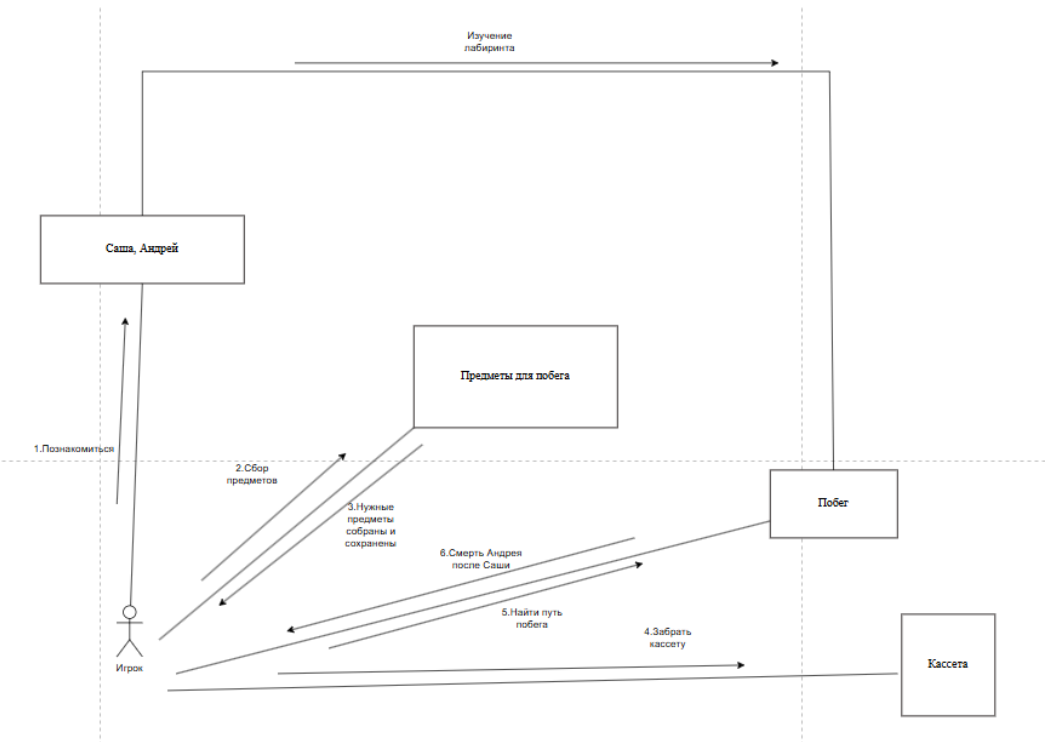 Изучение
лабиринта
Саша, Андрей
Предметы для побега
1.Познакомиться
2.Сбор
предметов
3.Нужные
предметы
собраны и
сохранены
Побег
6.Смерть Андрея
после Саши
5.Найти путь
побега
4.Забрать
кассету
Кассета
Игрок